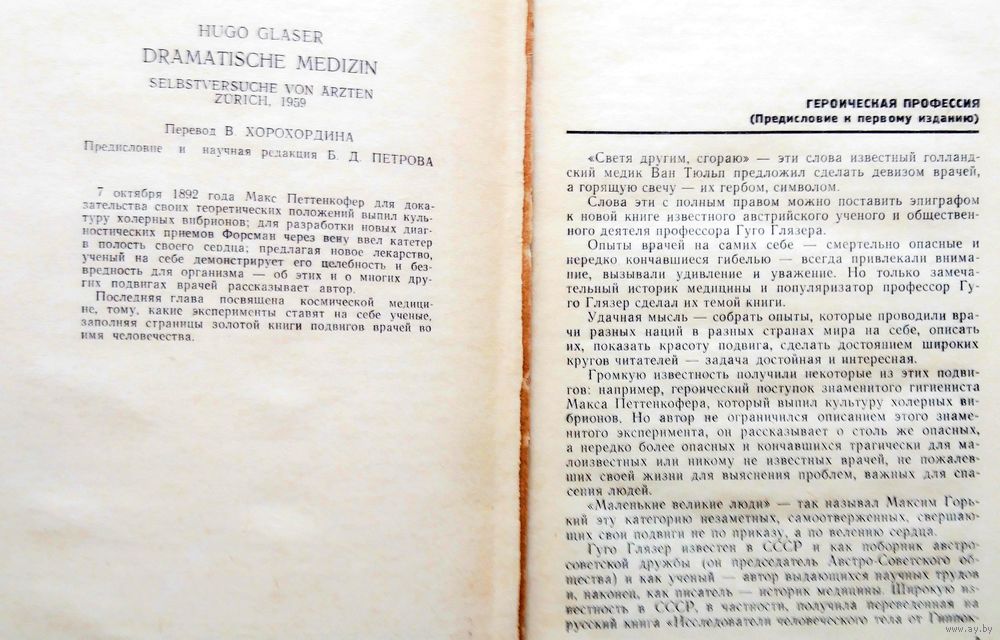 HUGO GLASER
DRAMATISCHE MEDIZIN
SELBSTVERSUCHE VON ÄRZTEN
ZÜRICH, 1959
Перевод В. ХОРОХОРДИНА
Предисловие и научная редакция Б. Д. ПЕТРОВА
7 октября 1892 года Макс Петтенкофер для дока-
зательства своих теоретических положений выпил куль-
туру холерных вибрионов; для разработки новых диаг-
ностических приемов Форсман через вену ввел катетер
в полость своего сердца; предлагая новое лекарство,
ученый на себе демонстрирует его целебность и без-
вредность для организма — об этих и о многих дру-
гих подвигах врачей рассказывает автор.
Последняя глава посвящена космической медици-
не, тому, какие эксперименты ставят на себе ученые,
заполняя страницы золотой книги подвигов врачей во
имя человечества.
ГЕРОИЧЕСКАЯ ПРОФЕССИЯ
(Предисловие к первому изданию)
«Светя другим, сгораю» — эти слова известный голланд-
ский медик Ван Тюльп предложил сделать девизом врачей,
а горящую свечу — их гербом, символом.
Слова эти с полным правом можно поставить эпиграфом
к новой книге известного австрийского ученого и обществен-
ного деятеля профессора Гуго Глязера.
Опыты врачей на самих себе — смертельно опасные и
нередко кончавшиеся гибелью — всегда привлекали внима-
ние, вызывали удивление и уважение. Но только замеча-
тельный историк медицины и популяризатор профессор Гу-
го Глязер сделал их темой книги.
Удачная мысль — собрать опыты, которые проводили вра-
чи разных наций в разных странах мира на себе, описать
их, показать красоту подвига, сделать достоянием широких
кругов читателей — задача достойная и интересная.
Громкую известность получили некоторые из этих подви-
гов: например, героический поступок знаменитого гигиениста
Макса Петтенкофера, который выпил культуру холерных ви-
брионов. Но автор не ограничился описанием этого знаме-
нитого эксперимента, он рассказывает о столь же опасных,
а нередко более опасных и кончавшихся трагически для ма-
лоизвестных или никому не известных врачей, не пожалев-
ших своей жизни для выяснения проблем, важных для спа-
сения людей.
«Маленькие великие люди» — так называл Максим Горь-
кий эту категорию незаметных, самоотверженных, свершаю-
щих свои подвиги не по приказу, а по велению сердца.
Гуго Глязер известен в СССР и как поборник австро-
советской дружбы (он председатель Австро-Советского об-
щества) и как ученый — автор выдающихся научных трудов
и, наконец, как писатель — историк медицины. Широкую из-
вестность в СССР, в частности, получила переведенная на
русский книга «Исследователи человеческого тела от Гиппок-
www.ay.by